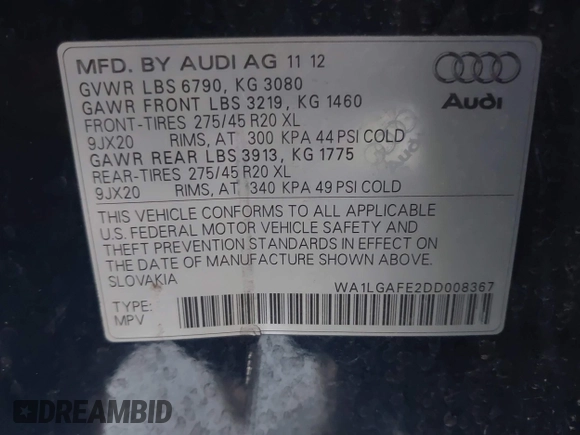 MFD. BY AUDI AG 11 12
GVWR LBS 6790, KG 3080
GAWR FRONT LBS 3219, KG 1460
FRONT-TIRES 275/45 R20 XL
9JX20 RIMS, AT 300 KPA 44 PSI COLD
GAWR REAR LBS 3913, KG 1775
REAR-TIRES 275/45 R20 XL
9JX20 RIMS, AT 340 KPA 49 PSI COLD
Audi
Audi
THIS VEHICLE CONFORMS TO ALL APPLICABLE
U.S. FEDERAL MOTOR VEHICLE SAFETY AND
THEFT PREVENTION STANDARDS IN EFFECT ON
THE DATE OF MANUFACTURE SHOWN ABOVE.
SLOVAKIA
WA1LGAFE2DD008367
TYPE:
MPV
DREAMBID